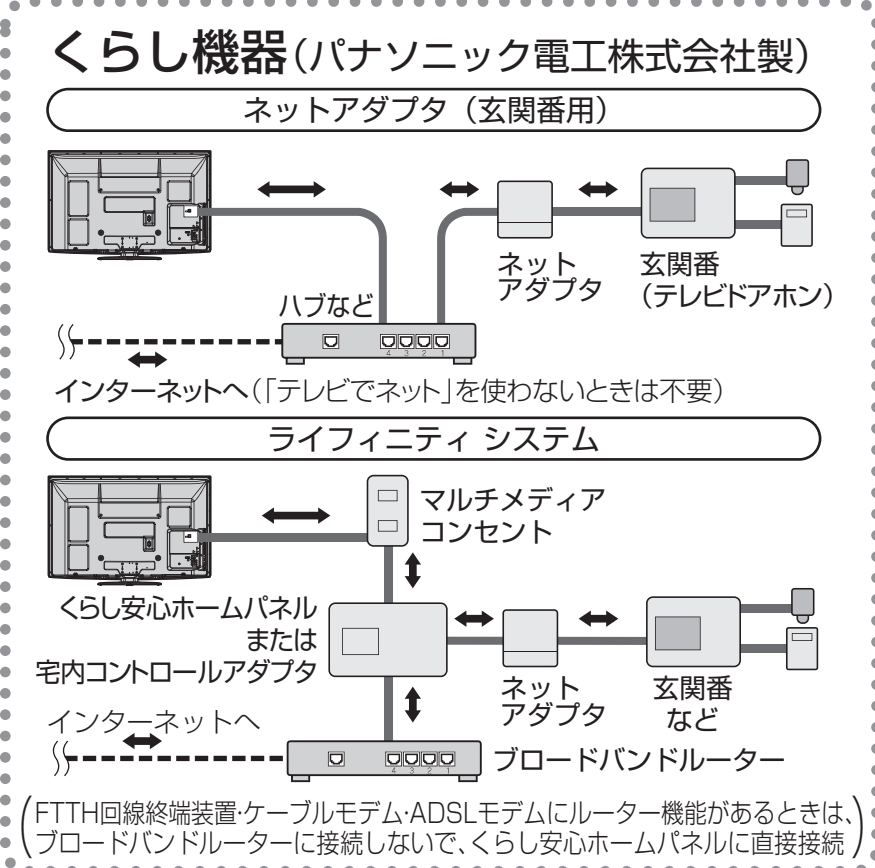 くらし機器(パナソニック電工株式会社製)
ネットアダプタ(玄関番用)
ネット
アダプタ
玄関番
(テレビドアホン)
ハブなど
4 3 2 1
インターネットへ(「テレビでネット」を使わないときは不要)
ライフィニティ システム
マルチメディア
コンセント
くらし安心ホームパネル
または
宅内コントロールアダプタ
ネット
アダプタ
玄関番
など
インターネットへ
4 3 2 1
ブロードバンドルーター
(FTTH回線終端装置・ケーブルモデム・ADSLモデムにルーター機能があるときは、
ブロードバンドルーターに接続しないで、くらし安心ホームパネルに直接接続)